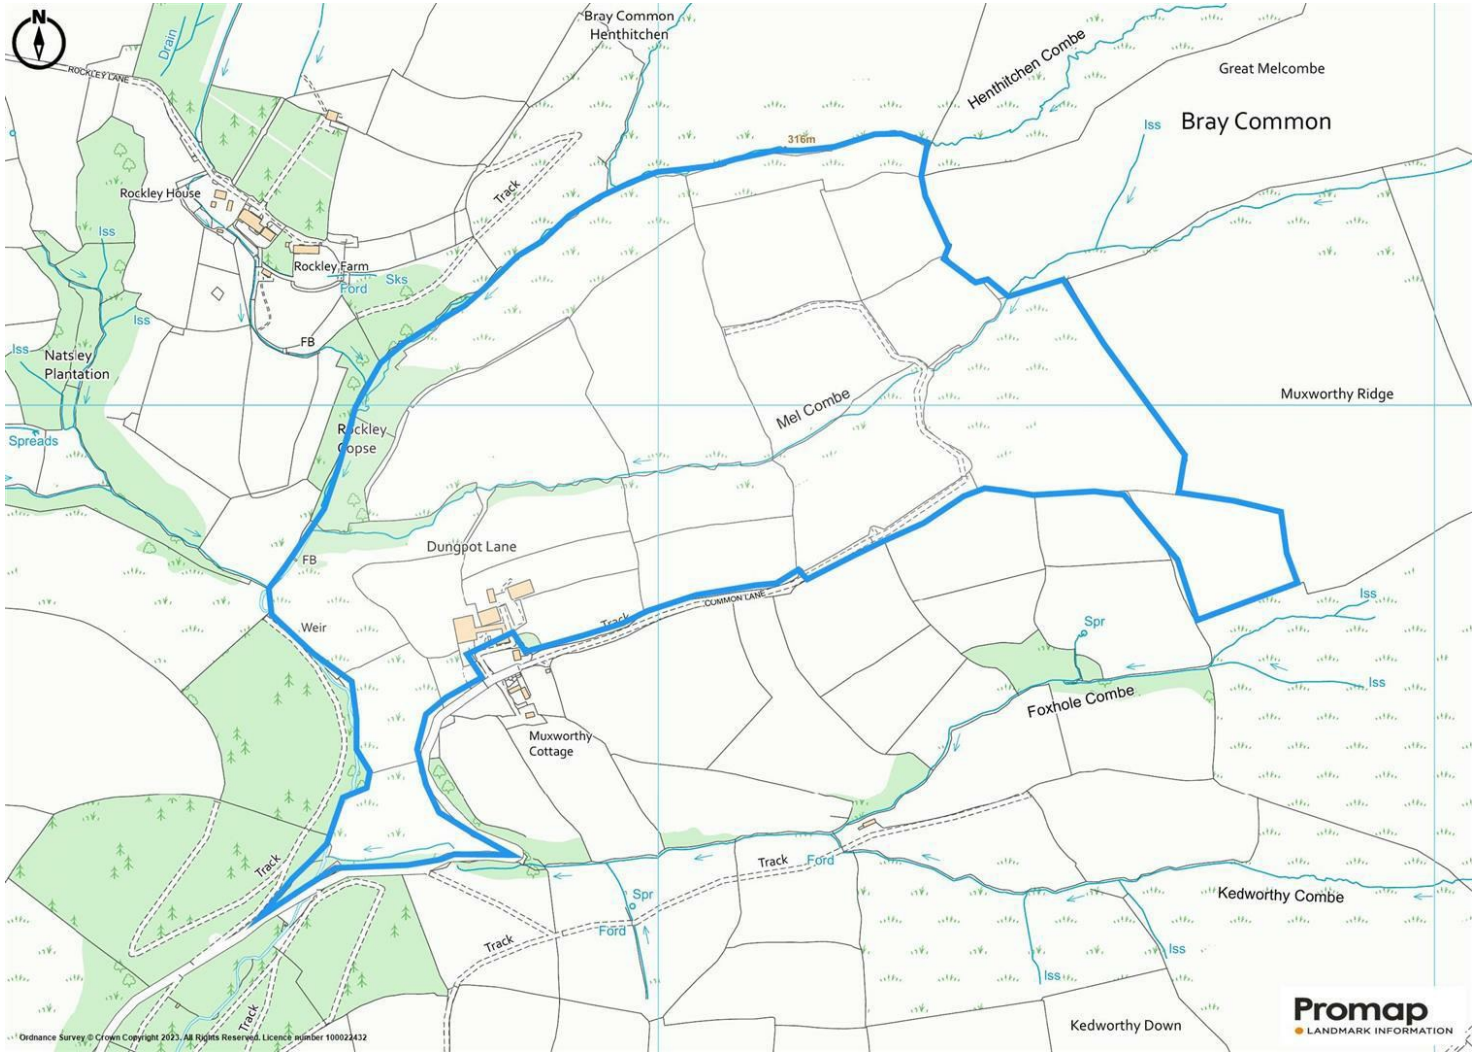 N
Drain
Bray Common
Henthitchen
Henthitchen Combe
Great Melcombe
ROCKLEY LANE
Bray Common
Iss
316m
Rockley House
Track
Iss
Rockley Farm
Ford
Sks
Iss
FB
Iss
Natsley
Plantation
Muxworthy Ridge
Mel Combe
Rockley
Copse
Spreads
Dungpot Lane
FB
Iss
COMMON LANE
Track
Weir
Spr
Iss
Foxhole Combe
Muxworthy
Cottage
Track
Track
Ford
Spr
Kedworthy Combe
Ford
Track
Iss
Iss
Track
Promap
LANDMARK INFORMATION
Kedworthy Down
Ordnance Survey © Crown Copyright 2023. All Rights Reserved. Licence number 100022432